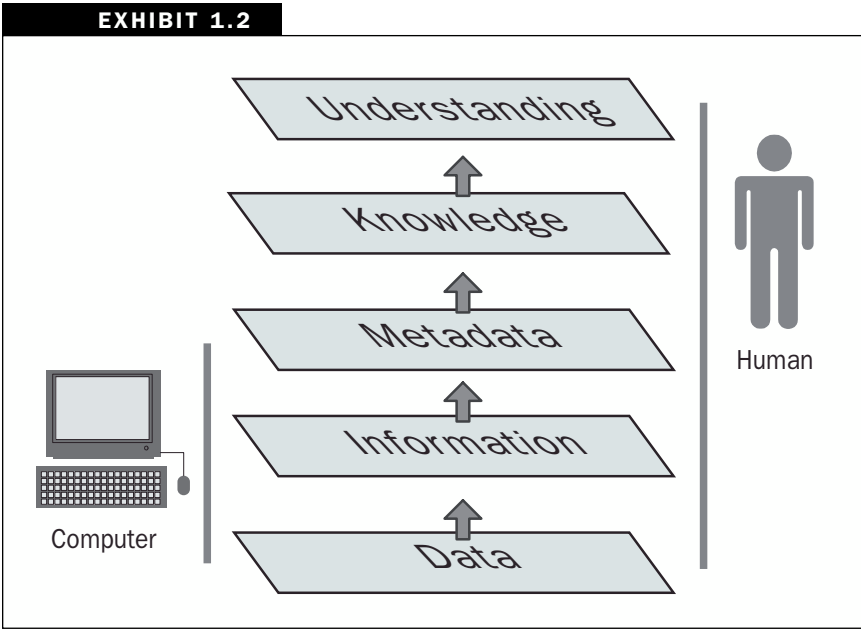 EXHIBIT 1.2
Understanding
Knowledge
Metadata
Human
Information
Computer
Data